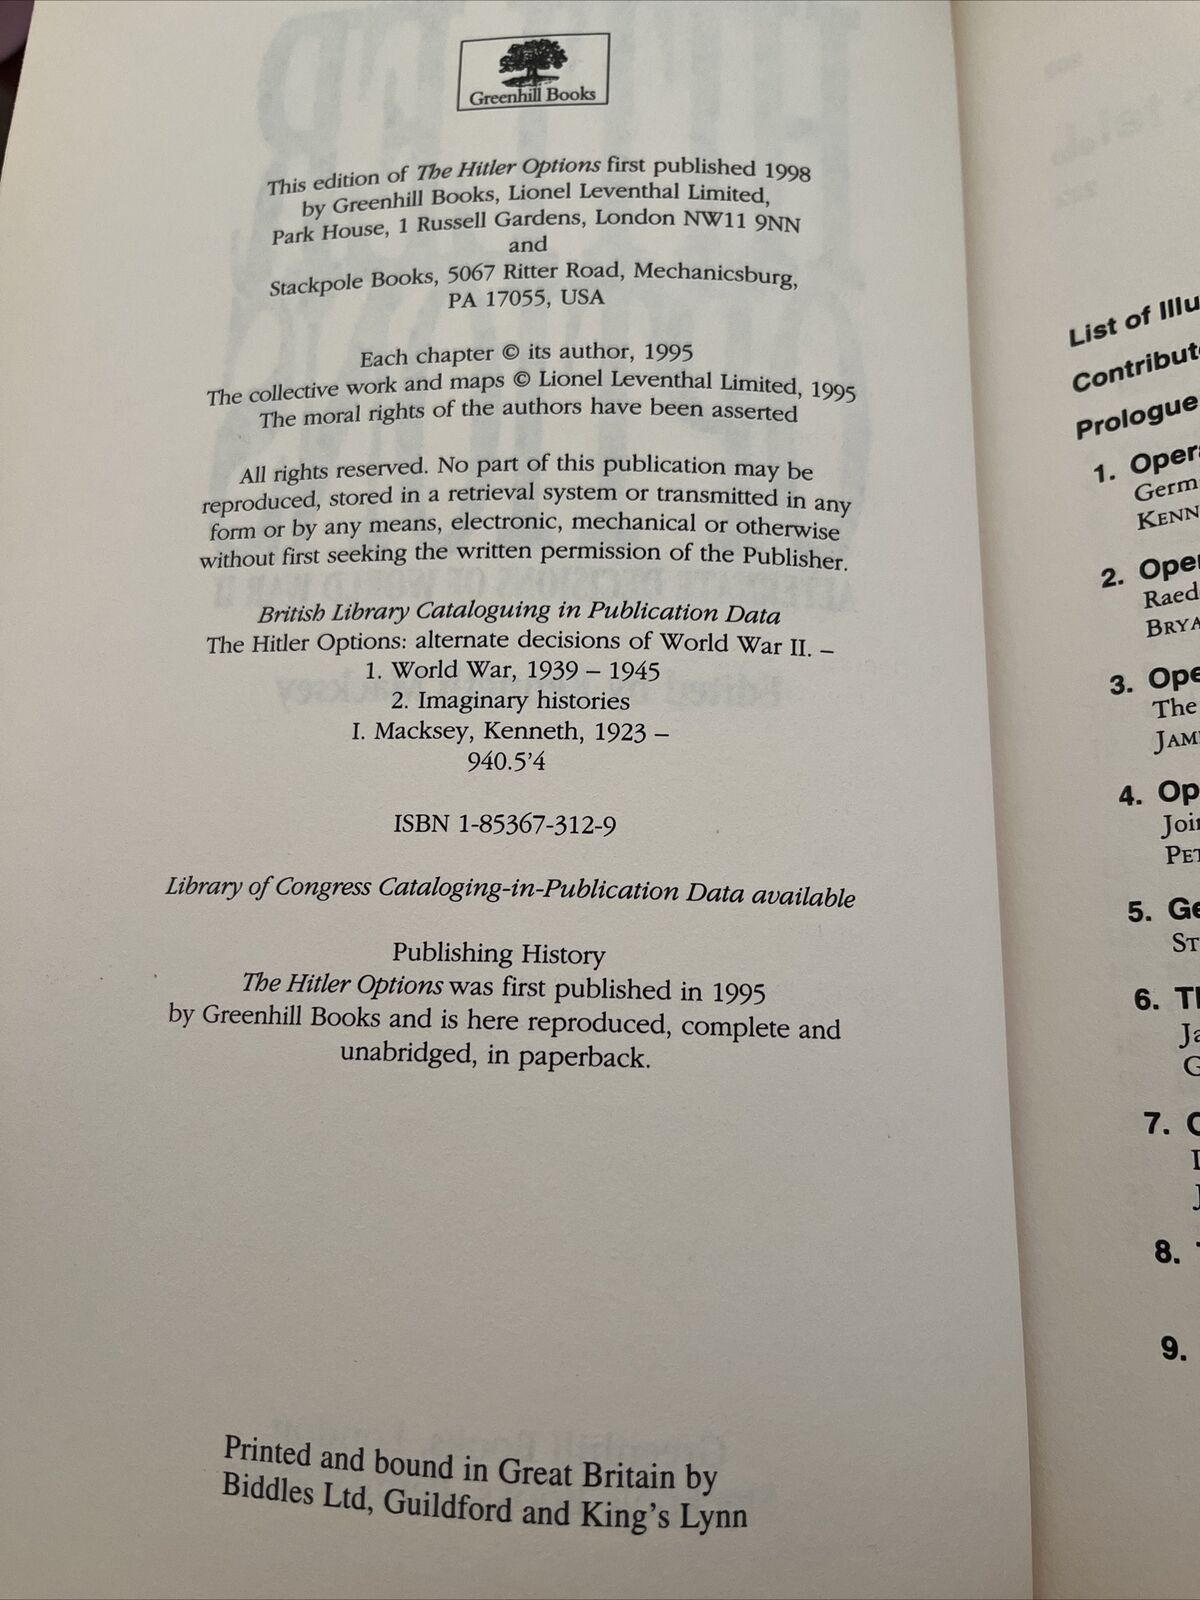 Greenhill Books
This edition of The Hitler Options first published 1998
by Greenhill Books, Lionel Leventhal Limited,
Park House, 1 Russell Gardens, London NW11 9NN
and
Stackpole Books, 5067 Ritter Road, Mechanicsburg,
PA 17055, USA
Each chapter © its author, 1995
The collective work and maps © Lionel Leventhal Limited, 1995
The moral rights of the authors have been asserted
All rights reserved. No part of this publication may be
reproduced, stored in a retrieval system or transmitted in any
form or by any means, electronic, mechanical or otherwise
without first seeking the written permission of the Publisher.
British Library Cataloguing in Publication Data
The Hitler Options: alternate decisions of World War II. –
1. World War, 1939 – 1945
2. Imaginary histories
I. Macksey, Kenneth, 1923 –
940.5'4
ISBN 1-85367-312-9
Library of Congress Cataloging-in-Publication Data available
Publishing History
The Hitler Options was first published in 1995
by Greenhill Books and is here reproduced, complete and
unabridged, in paperback.
Printed and bound in Great Britain by
Biddles Ltd, Guildford and King's Lynn
List of Illu
Contribut
Prologue
1. Oper
Germ
KENN
2. Oper
Raed
BRYA
3. Ope
The
JAM
4. Op
Joi
PET
5. Ge
ST
6. T
Ja
G
7.
8.
9.